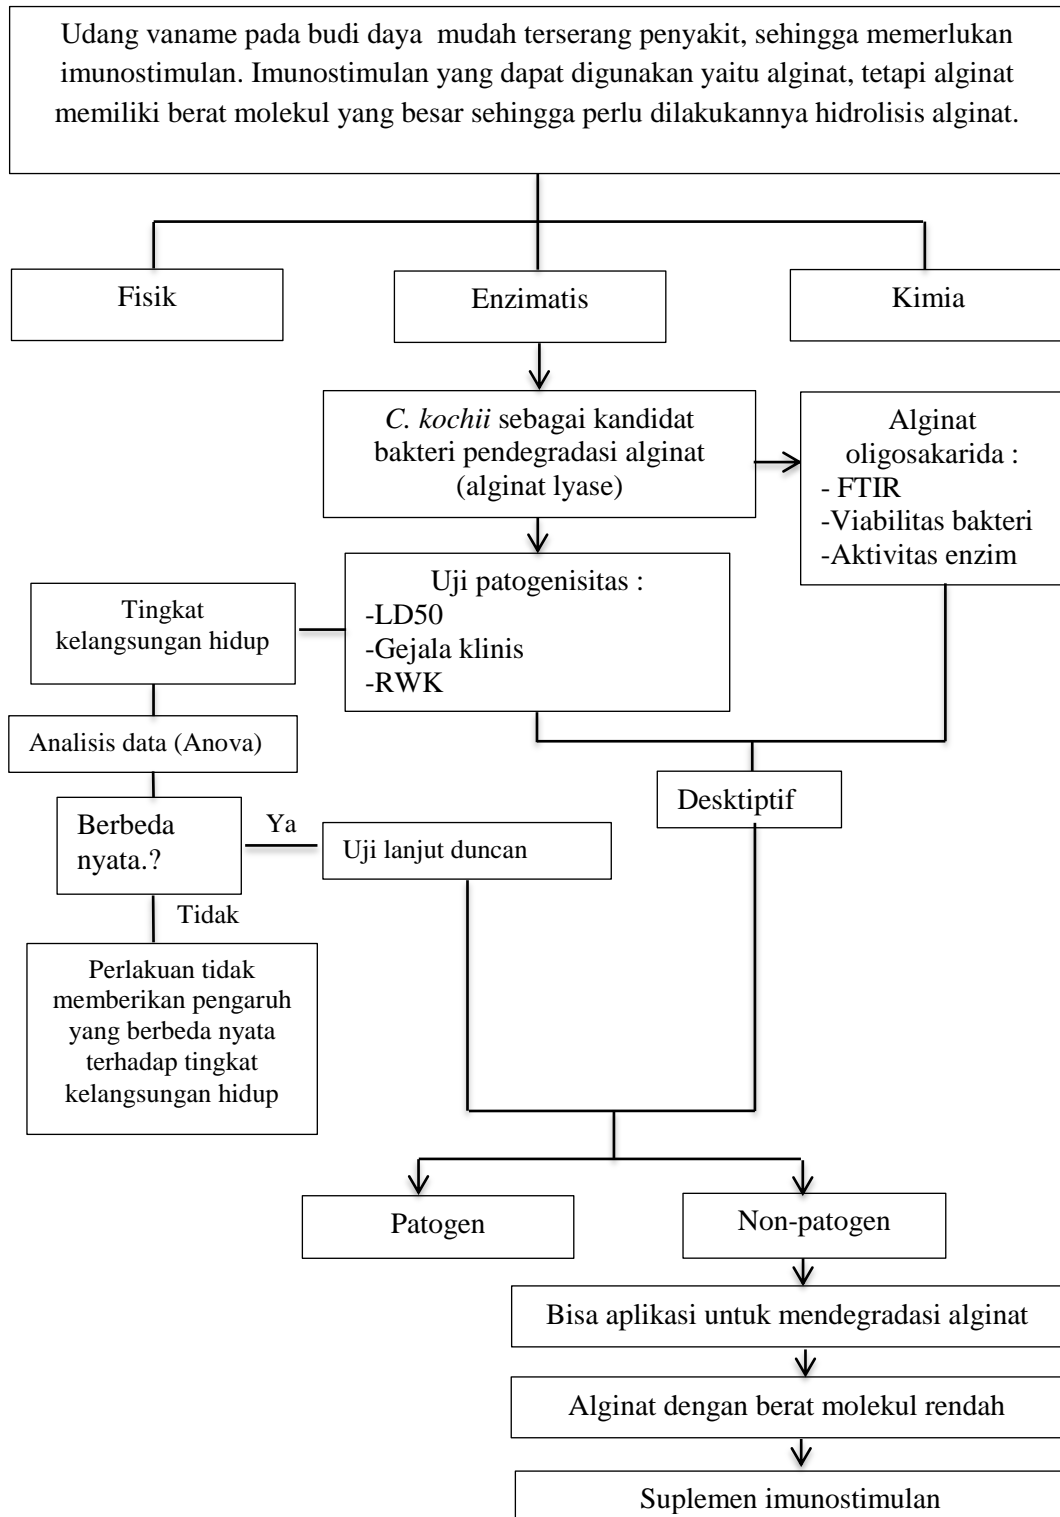 Udang vaname pada budi daya mudah terserang penyakit, sehingga memerlukan
imunostimulan. Imunostimulan yang dapat digunakan yaitu alginat, tetapi alginat
memiliki berat molekul yang besar sehingga perlu dilakukannya hidrolisis alginat.
Fisik
Enzimatis
Kimia
C. kochii sebagai kandidat
bakteri pendegradasi alginat
(alginat lyase)
Alginat
oligosakarida :
- FTIR
-Viabilitas bakteri
-Aktivitas enzim
Uji patogenisitas :
-LD50
-Gejala klinis
-RWK
Tingkat
kelangsungan hidup
Analisis data (Anova)
Desktiptif
Berbeda
nyata.?
Ya
Uji lanjut duncan
Tidak
Perlakuan tidak
memberikan pengaruh
yang berbeda nyata
terhadap tingkat
kelangsungan hidup
Patogen
Non-patogen
Bisa aplikasi untuk mendegradasi alginat
Alginat dengan berat molekul rendah
Suplemen imunostimulan